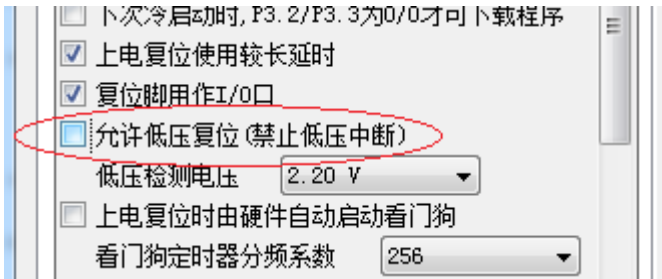 下次冷启动时,P3.2/P3.3为0/0才可下载程序
上电复位使用较长延时
复位脚用作I/O口
允许低压复位(禁止低压中断)
低压检测电压 2.20 V
上电复位时由硬件自动启动看门狗
看门狗定时器分频系数 256